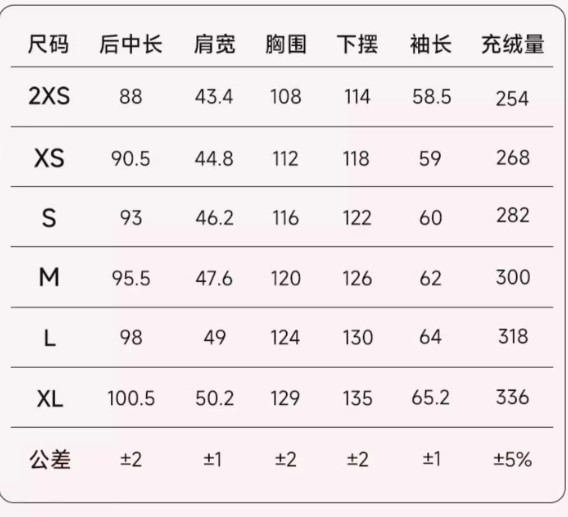 尺码 后中长 肩宽 胸围 下摆 袖长 充绒量
2XS 88 43.4 108 114 58.5 254
XS 90.5 44.8 112 118 59 268
S 93 46.2 116 122 60 282
M 95.5 47.6 120 126 62 300
L 98 49 124 130 64 318
XL 100.5 50.2 129 135 65.2 336
公差 ±2 ±1 ±2 ±2 ±1 ±5%